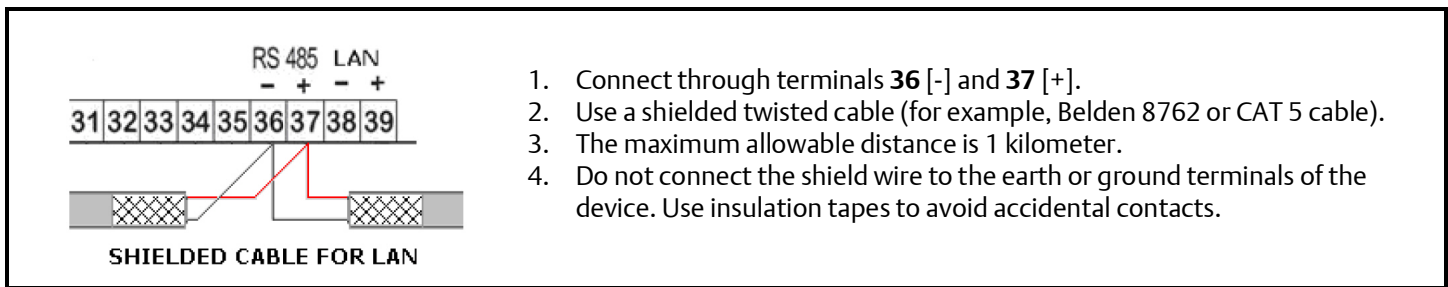 RS 485 LAN
− + − +
31 32 33 34 35 36 37 38 39
SHIELDED CABLE FOR LAN
1. Connect through terminals 36 [-] and 37 [+].
2. Use a shielded twisted cable (for example, Belden 8762 or CAT 5 cable).
3. The maximum allowable distance is 1 kilometer.
4. Do not connect the shield wire to the earth or ground terminals of the
device. Use insulation tapes to avoid accidental contacts.